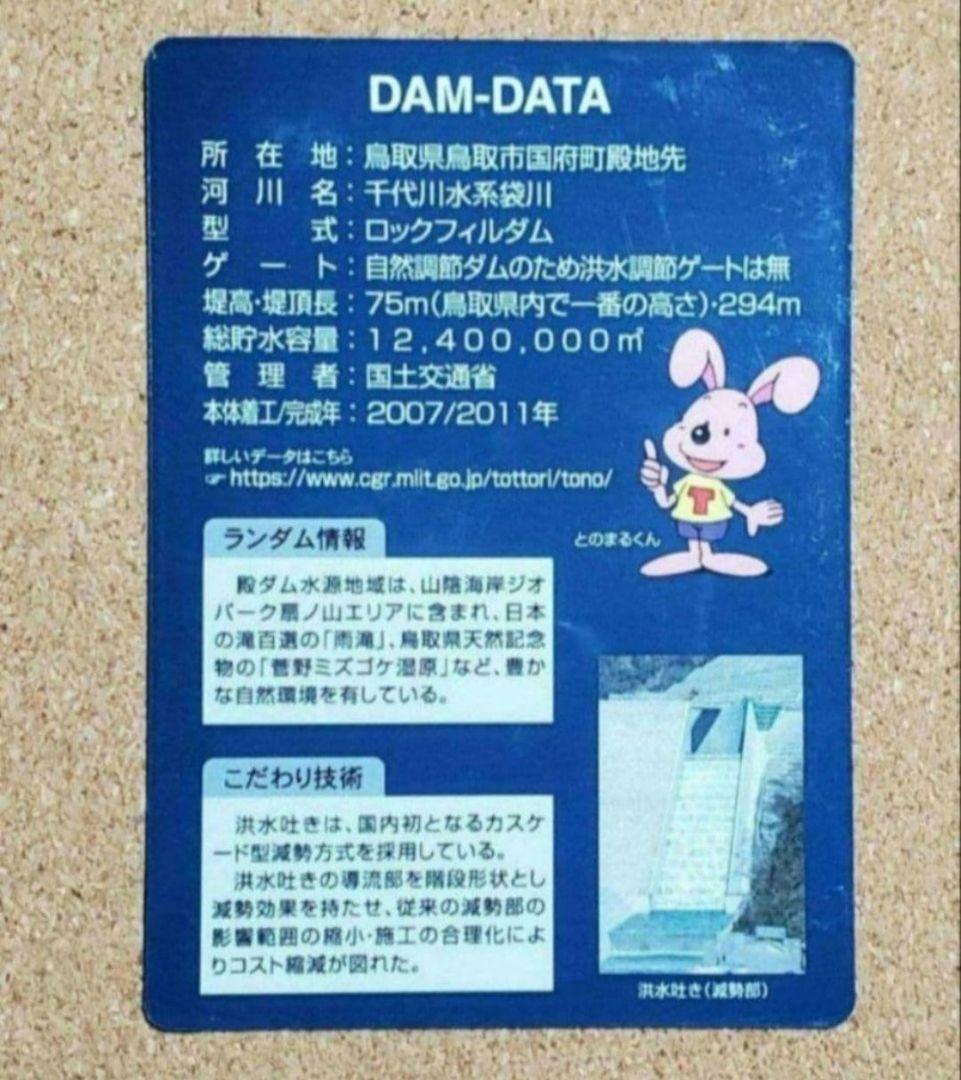 DAM-DATA
所在地：鳥取県鳥取市国府町殿地先
河川名：千代川水系袋川
型式：ロックフィルダム
ゲート：自然調節ダムのため洪水調節ゲートは無
堤高・堤頂長：75m(鳥取県内で一番の高さ)・294m
総貯水容量：12,400,000㎥
管理者：国土交通省
本体着工/完成年：2007/2011年
詳しいデータはこちら
☞https://www.cgr.mlit.go.jp/tottori/tono/
T
とのまるくん
ランダム情報
殿ダム水源地域は、山陰海岸ジオ
パーク扇ノ山エリアに含まれ、日本
の滝百選の「雨滝」、鳥取県天然記念
物の「菅野ミズゴケ湿原」など、豊か
な自然環境を有している。
こだわり技術
洪水吐きは、国内初となるカスケ
ード型減勢方式を採用している。
洪水吐きの導流部を階段形状とし
減勢効果を持たせ、従来の減勢部の
影響範囲の縮小・施工の合理化によ
りコスト縮減が図れた。
洪水吐き(減勢部)